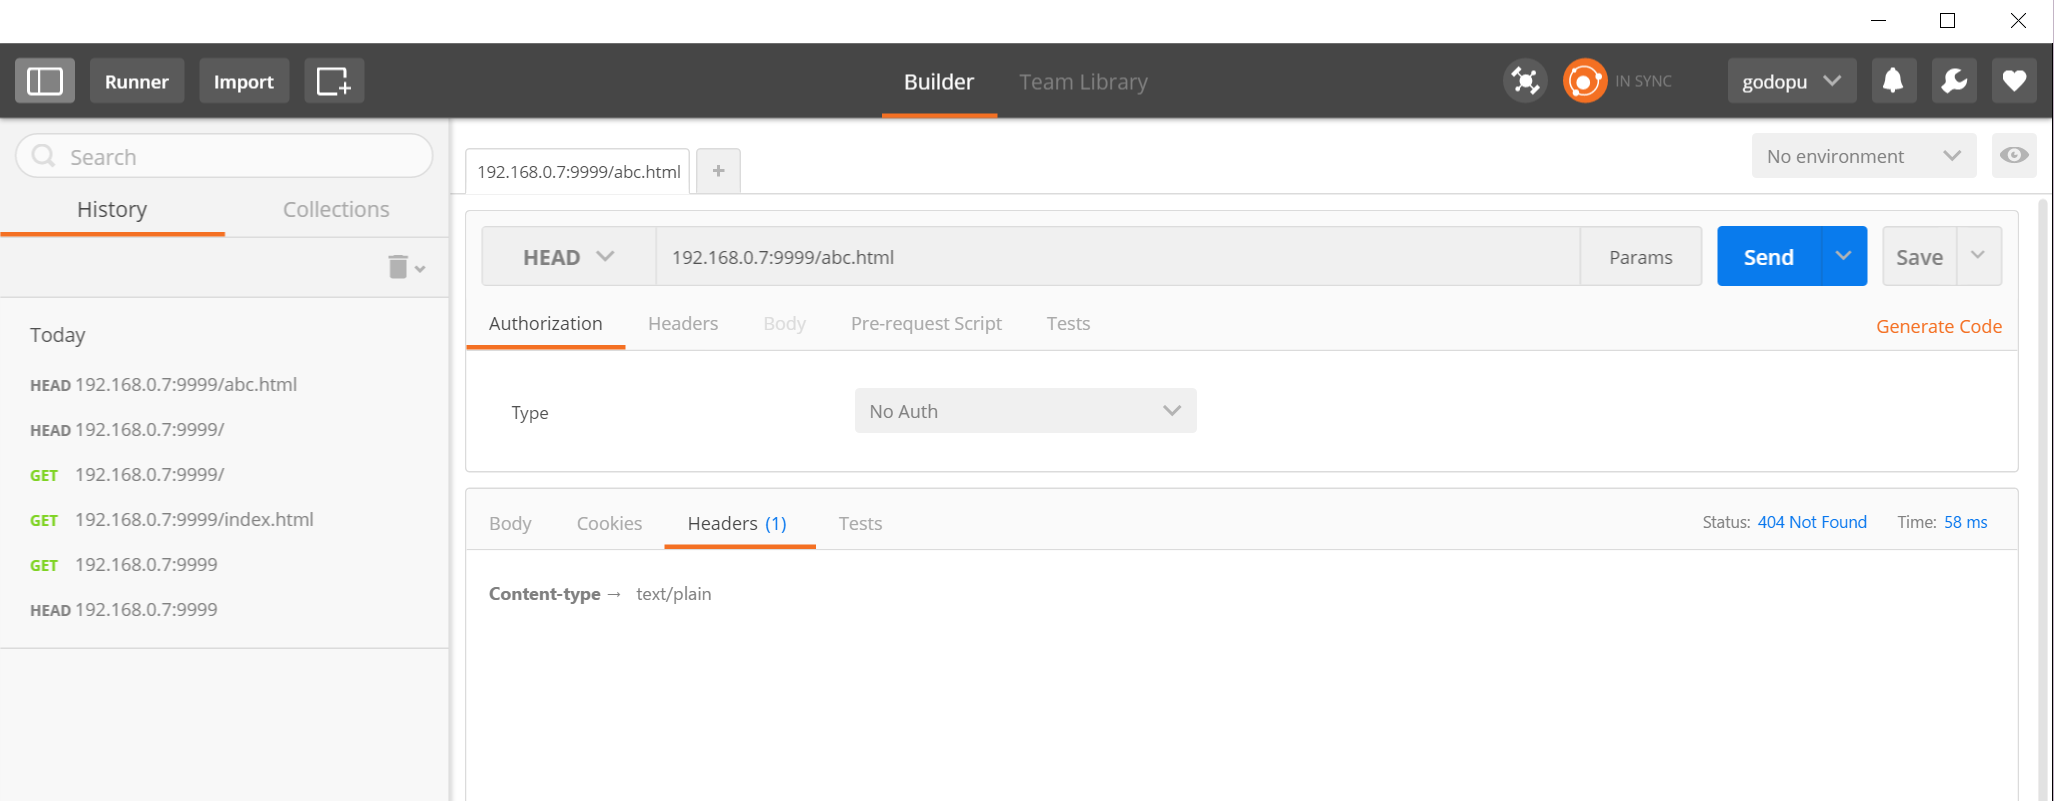 Runner Import Builder Team Library IN SYNC godopu
Search
No environment
192.168.0.7:9999/abc.html +
History Collections
HEAD 192.168.0.7:9999/abc.html Params Send Save
Authorization Headers Body Pre-request Script Tests Generate Code
Today
HEAD 192.168.0.7:9999/abc.html
HEAD 192.168.0.7:9999/
GET 192.168.0.7:9999/
GET 192.168.0.7:9999/index.html
GET 192.168.0.7:9999
HEAD 192.168.0.7:9999
Type No Auth
Body Cookies Headers (1) Tests Status: 404 Not Found Time: 58 ms
Content-type → text/plain